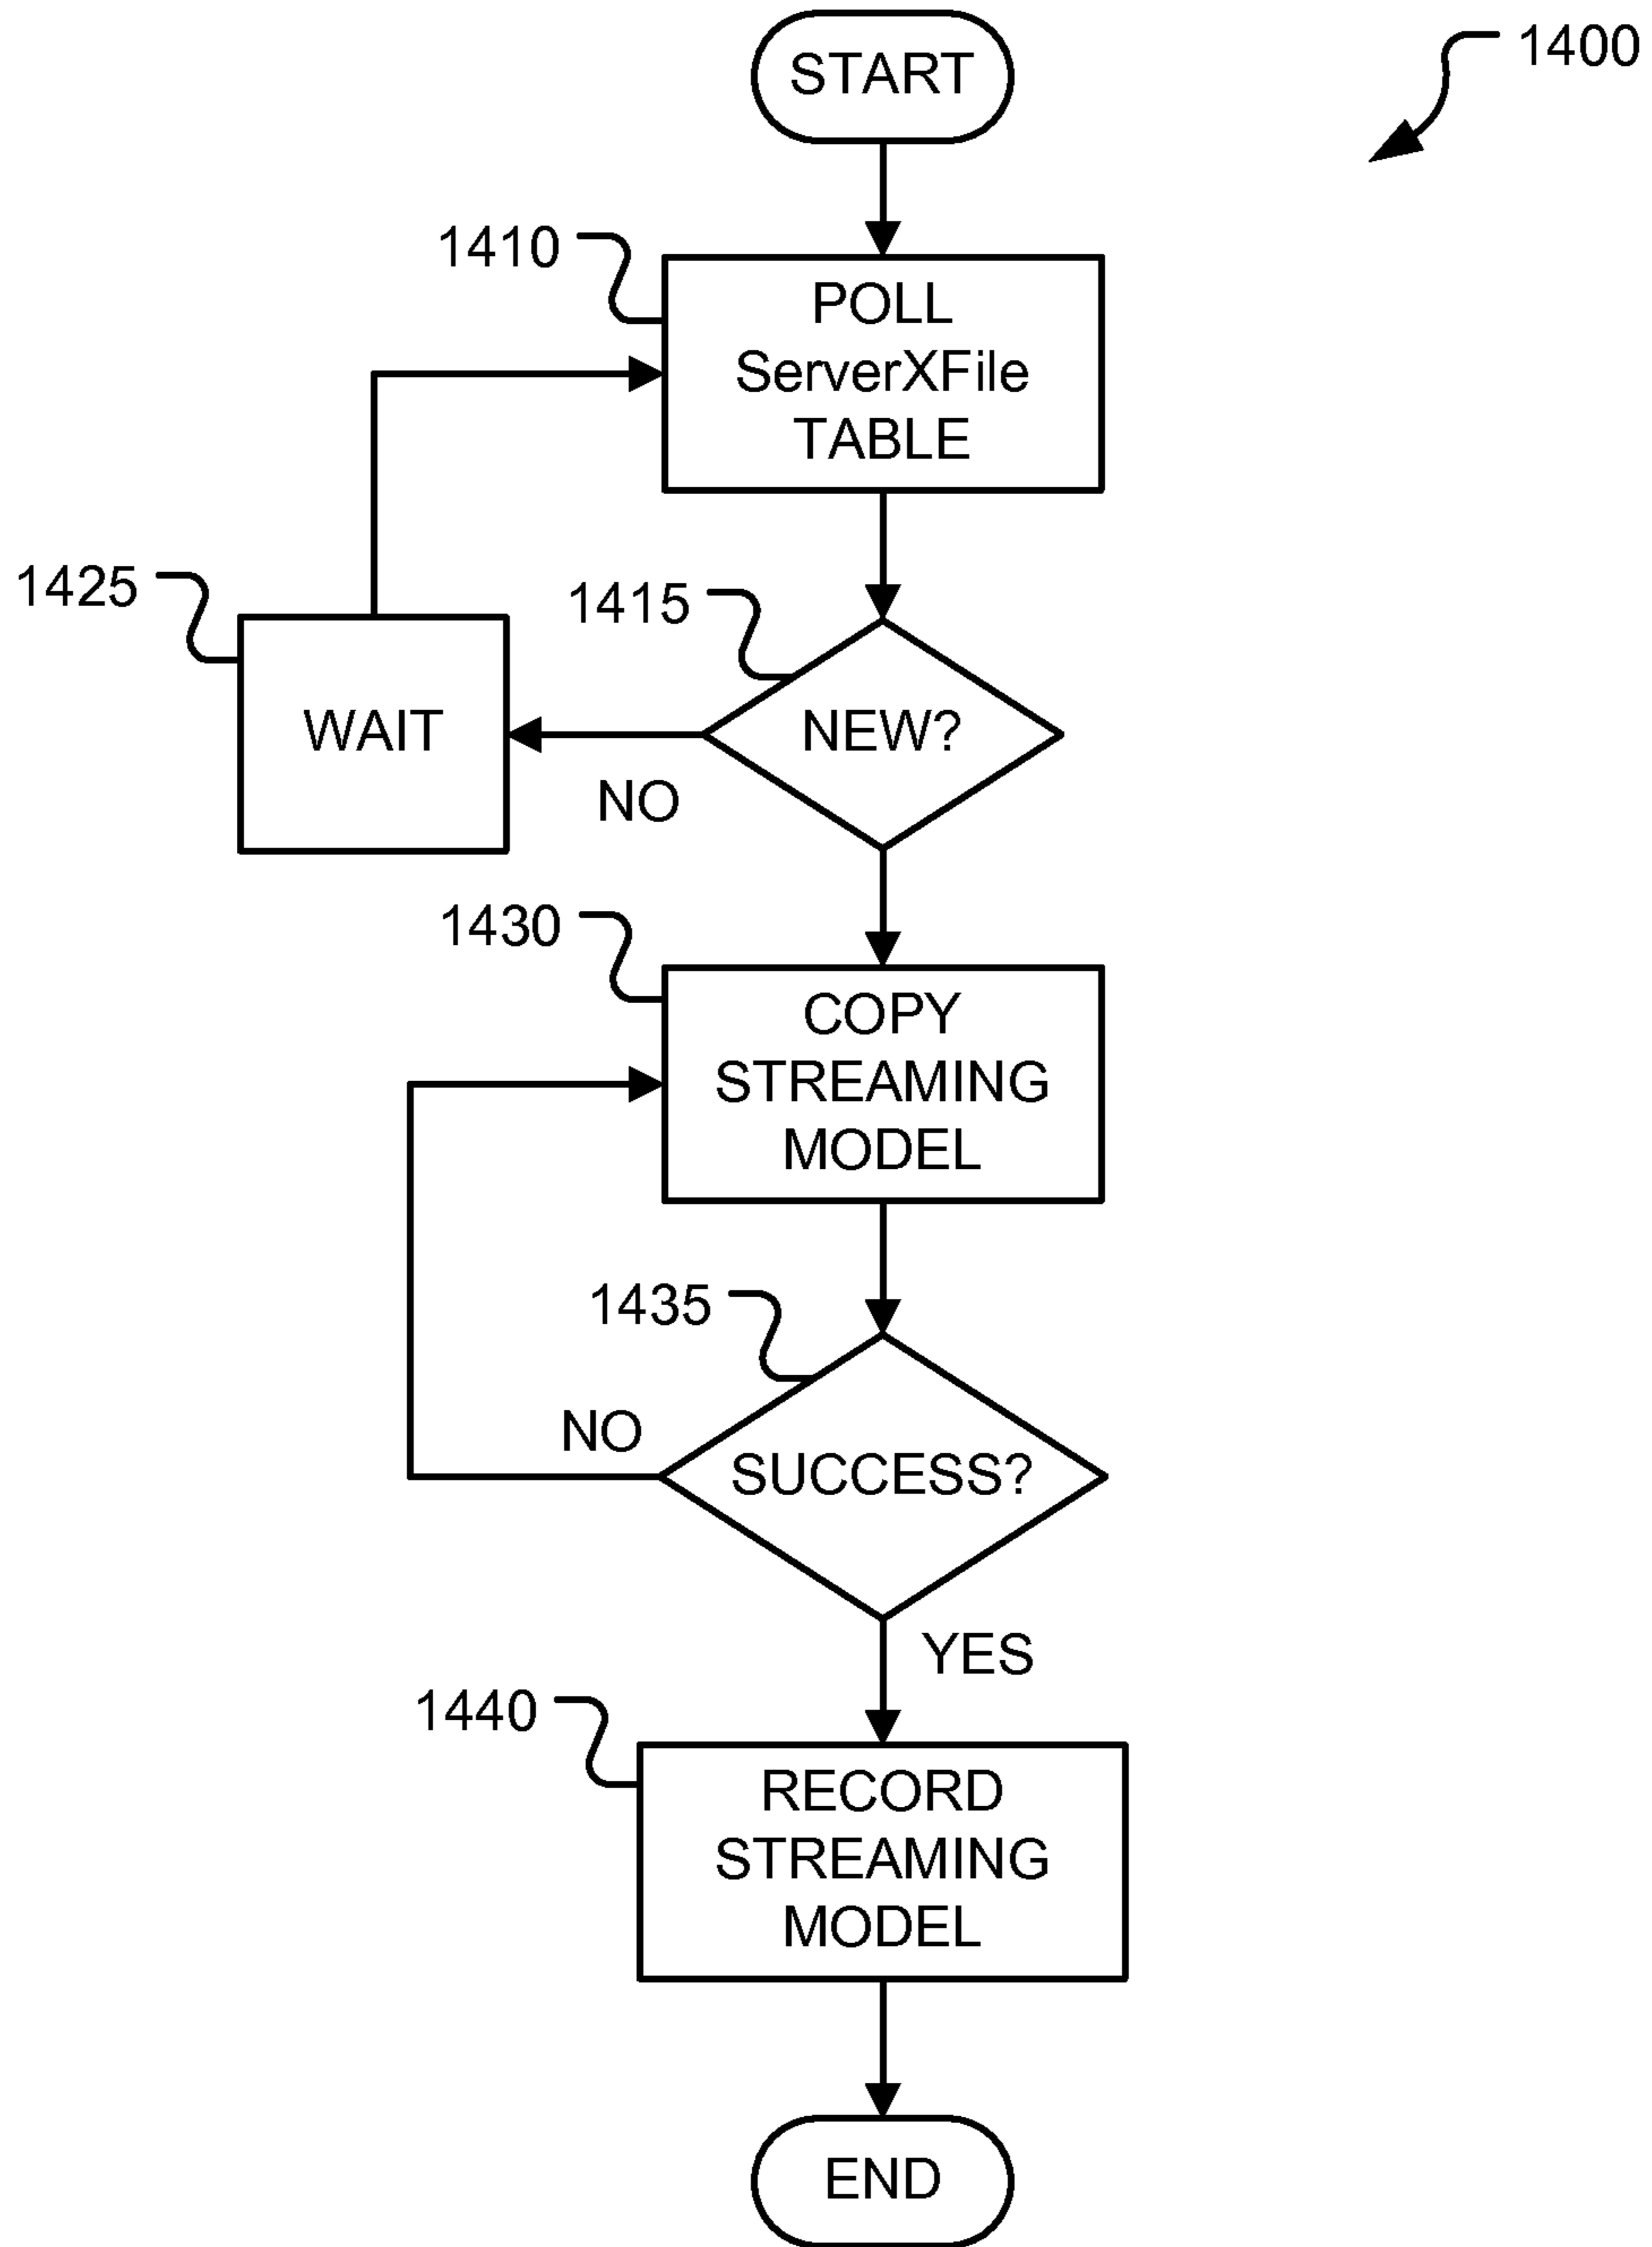 START
1400
1410
POLL
ServerXFile
TABLE
1425
1415
WAIT
NEW?
NO
1430
COPY
STREAMING
MODEL
1435
NO
SUCCESS?
YES
1440
RECORD
STREAMING
MODEL
END